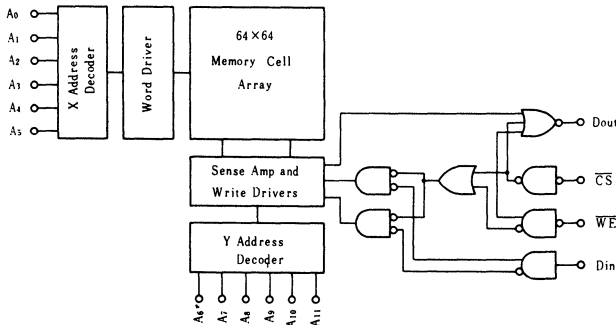 A0
A1
A2
A3
A4
A5
X Address
Decoder
Word Driver
64×64
Memory Cell
Array
Sense Amp and
Write Drivers
Y Address
Decoder
A6*
A7
A8
A9
A10
A11
Dout
CS
WE
Din